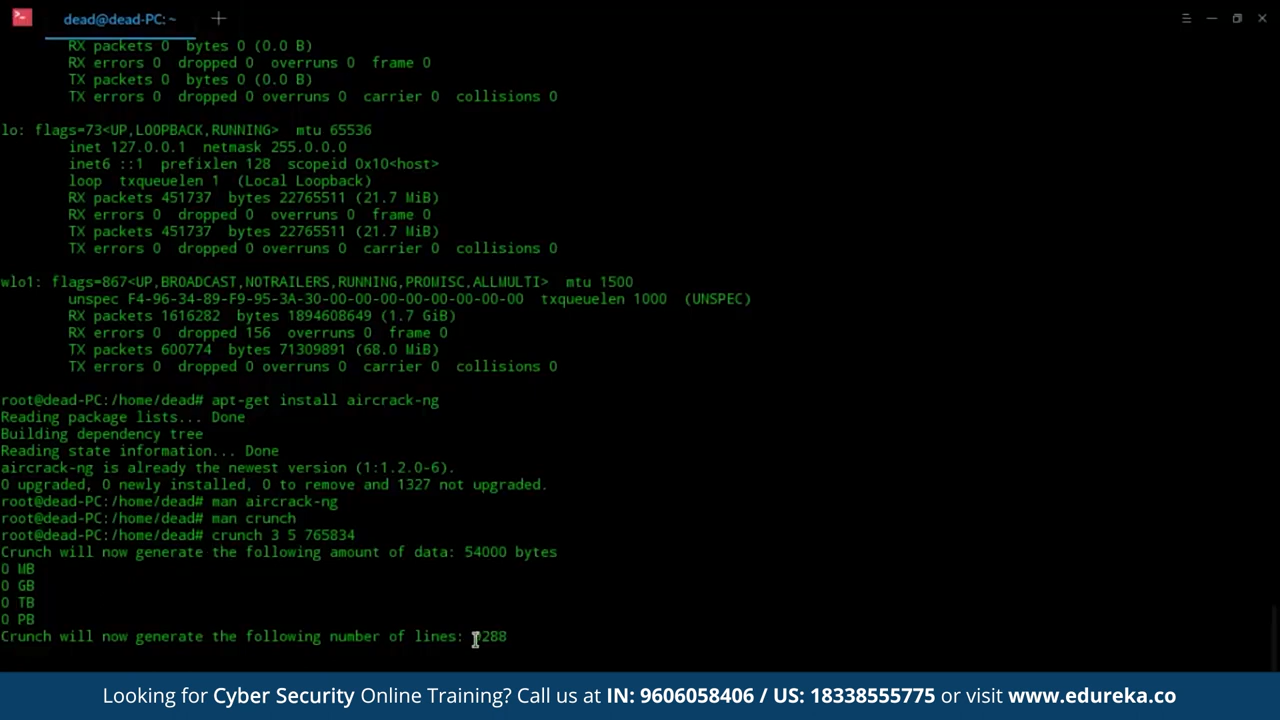 dead@dead-PC: ~
RX packets 0 bytes 0 (0.0 B)
RX errors 0 dropped 0 overruns 0 frame 0
TX packets 0 bytes 0 (0.0 B)
TX errors 0 dropped 0 overruns 0 carrier 0 collisions 0
lo: flags=73<UP,LOOPBACK,RUNNING> mtu 65536
inet 127.0.0.1 netmask 255.0.0.0
inet6 ::1 prefixlen 128 scopeid 0x10<host>
loop txqueuelen 1 (Local Loopback)
RX packets 451737 bytes 22765511 (21.7 MiB)
RX errors 0 dropped 0 overruns 0 frame 0
TX packets 451737 bytes 22765511 (21.7 MiB)
TX errors 0 dropped 0 overruns 0 carrier 0 collisions 0
wlo1: flags=867<UP,BROADCAST,NOTRAILERS,RUNNING,PROMISC,ALLMULTI> mtu 1500
unspec F4-96-34-89-F9-95-3A-30-00-00-00-00-00-00-00-00 txqueuelen 1000 (UNSPEC)
RX packets 1616282 bytes 1894608649 (1.7 GiB)
RX errors 0 dropped 156 overruns 0 frame 0
TX packets 600774 bytes 71309891 (68.0 MiB)
TX errors 0 dropped 0 overruns 0 carrier 0 collisions 0
root@dead-PC:/home/dead# apt-get install aircrack-ng
Reading package lists... Done
Building dependency tree
Reading state information... Done
aircrack-ng is already the newest version (1:1.2.0-6).
0 upgraded, 0 newly installed, 0 to remove and 1327 not upgraded.
root@dead-PC:/home/dead# man aircrack-ng
root@dead-PC:/home/dead# man crunch
root@dead-PC:/home/dead# crunch 3 5 765834
Crunch will now generate the following amount of data: 54000 bytes
0 MB
0 GB
0 TB
0 PB
Crunch will now generate the following number of lines:
Looking for Cyber Security Online Training? Call us at IN: 9606058406 / US: 18338555775 or visit www.edureka.co